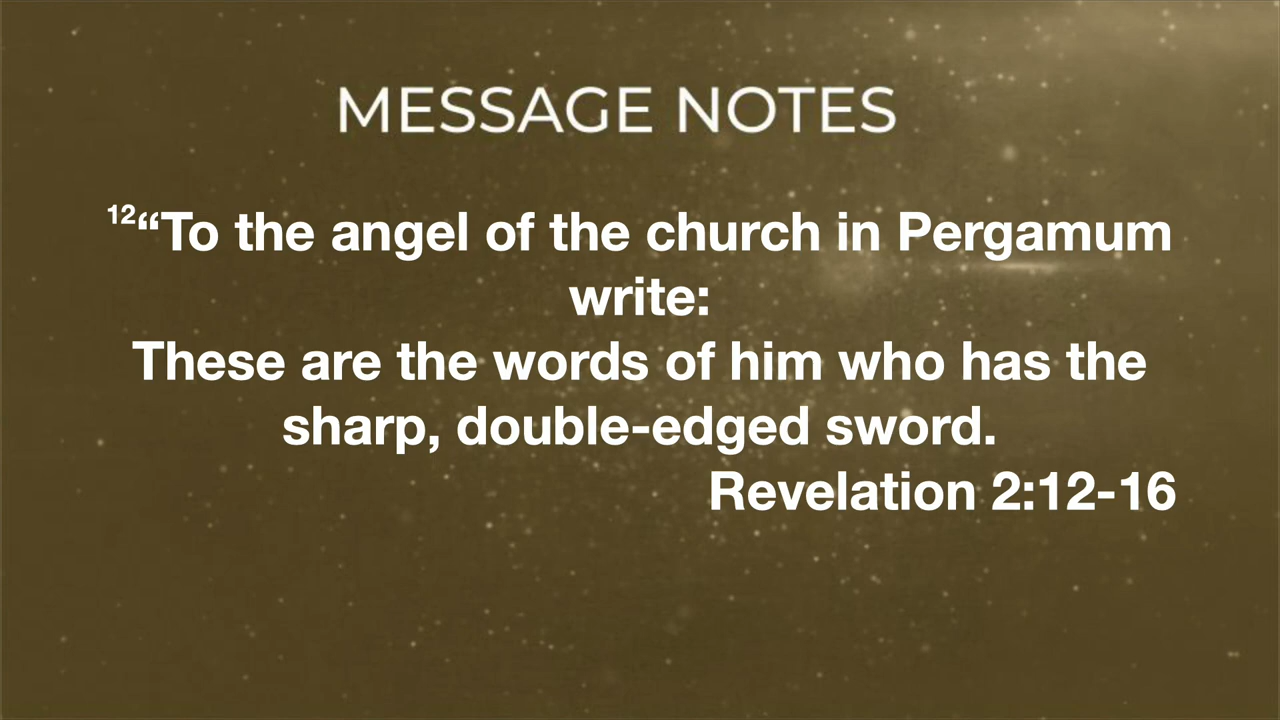 MESSAGE NOTES
12“To the angel of the church in Pergamum
write:
These are the words of him who has the
sharp, double-edged sword.
Revelation 2:12-16